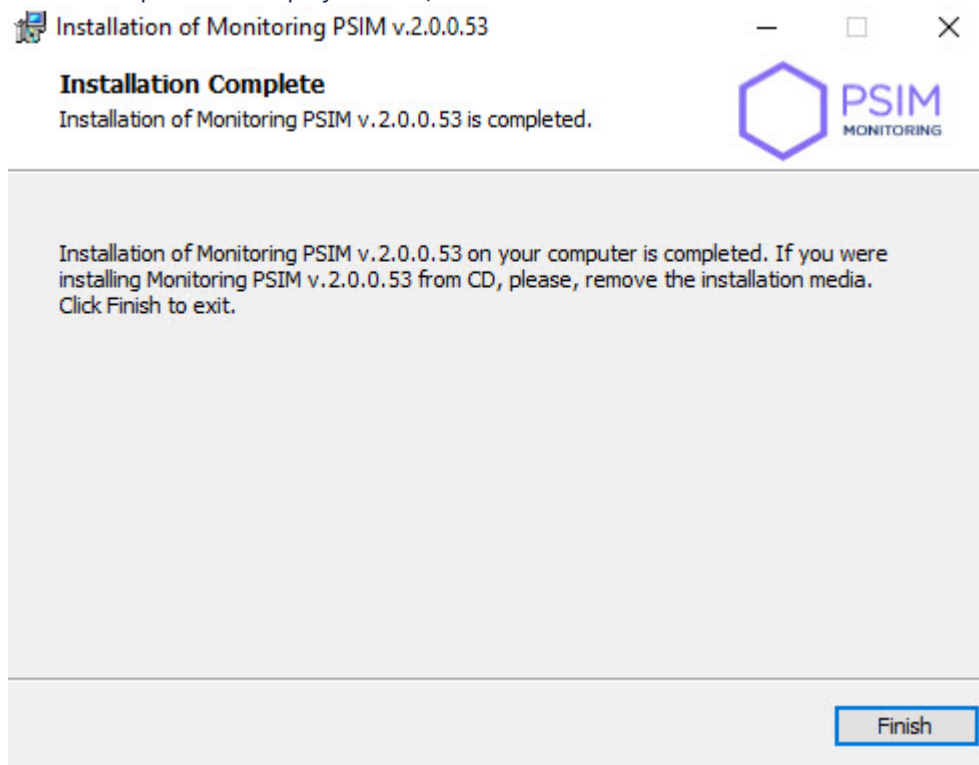 Installation of Monitoring PSIM v.2.0.0.53
Installation Complete
Installation of Monitoring PSIM v.2.0.0.53 is completed.
PSIM
MONITORING
Installation of Monitoring PSIM v.2.0.0.53 on your computer is completed. If you were
installing Monitoring PSIM v.2.0.0.53 from CD, please, remove the installation media.
Click Finish to exit.
Finish